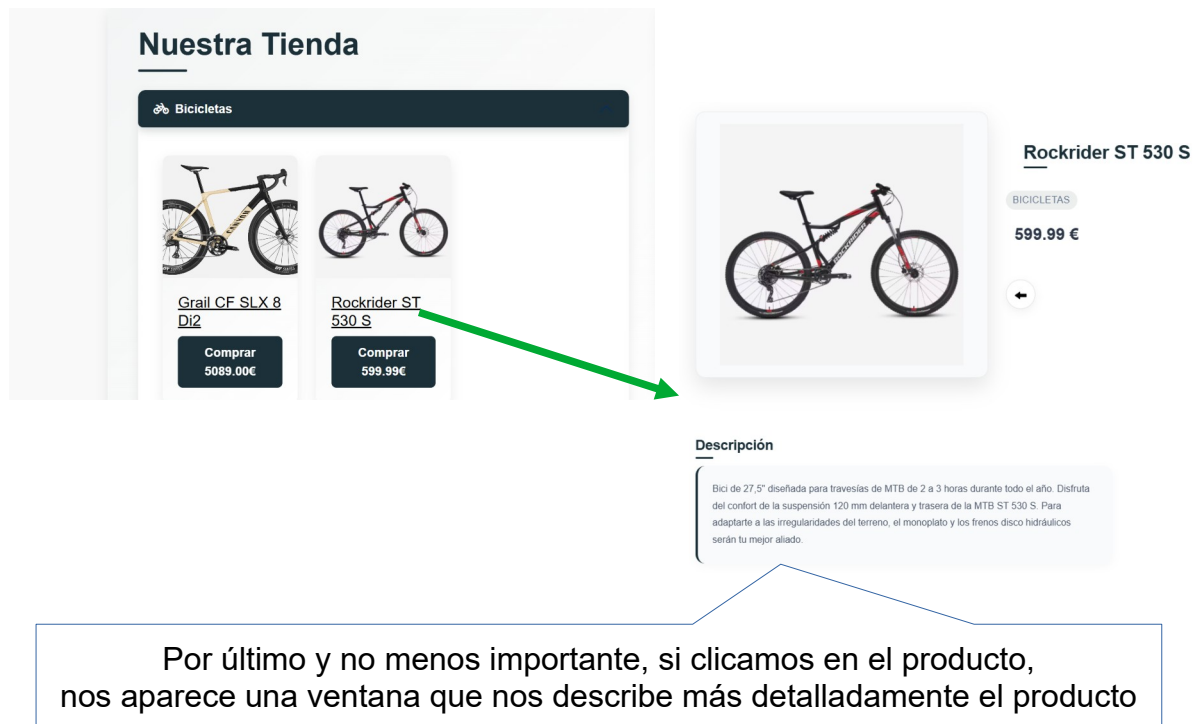 Nuestra Tienda
Bicicletas
CANYON
Grail CF SLX 8
Di2
Comprar
5089.00€
Rockrider ST
530 S
Comprar
599.99€
ROCKRIDER
Rockrider ST 530 S
BICICLETAS
599.99 €
Descripción
Bici de 27,5" diseñada para travesías de MTB de 2 a 3 horas durante todo el año. Disfruta
del confort de la suspensión 120 mm delantera y trasera de la MTB ST 530 S. Para
adaptarte a las irregularidades del terreno, el monoplato y los frenos disco hidráulicos
serán tu mejor aliado.
Por último y no menos importante, si clicamos en el producto,
nos aparece una ventana que nos describe más detalladamente el producto